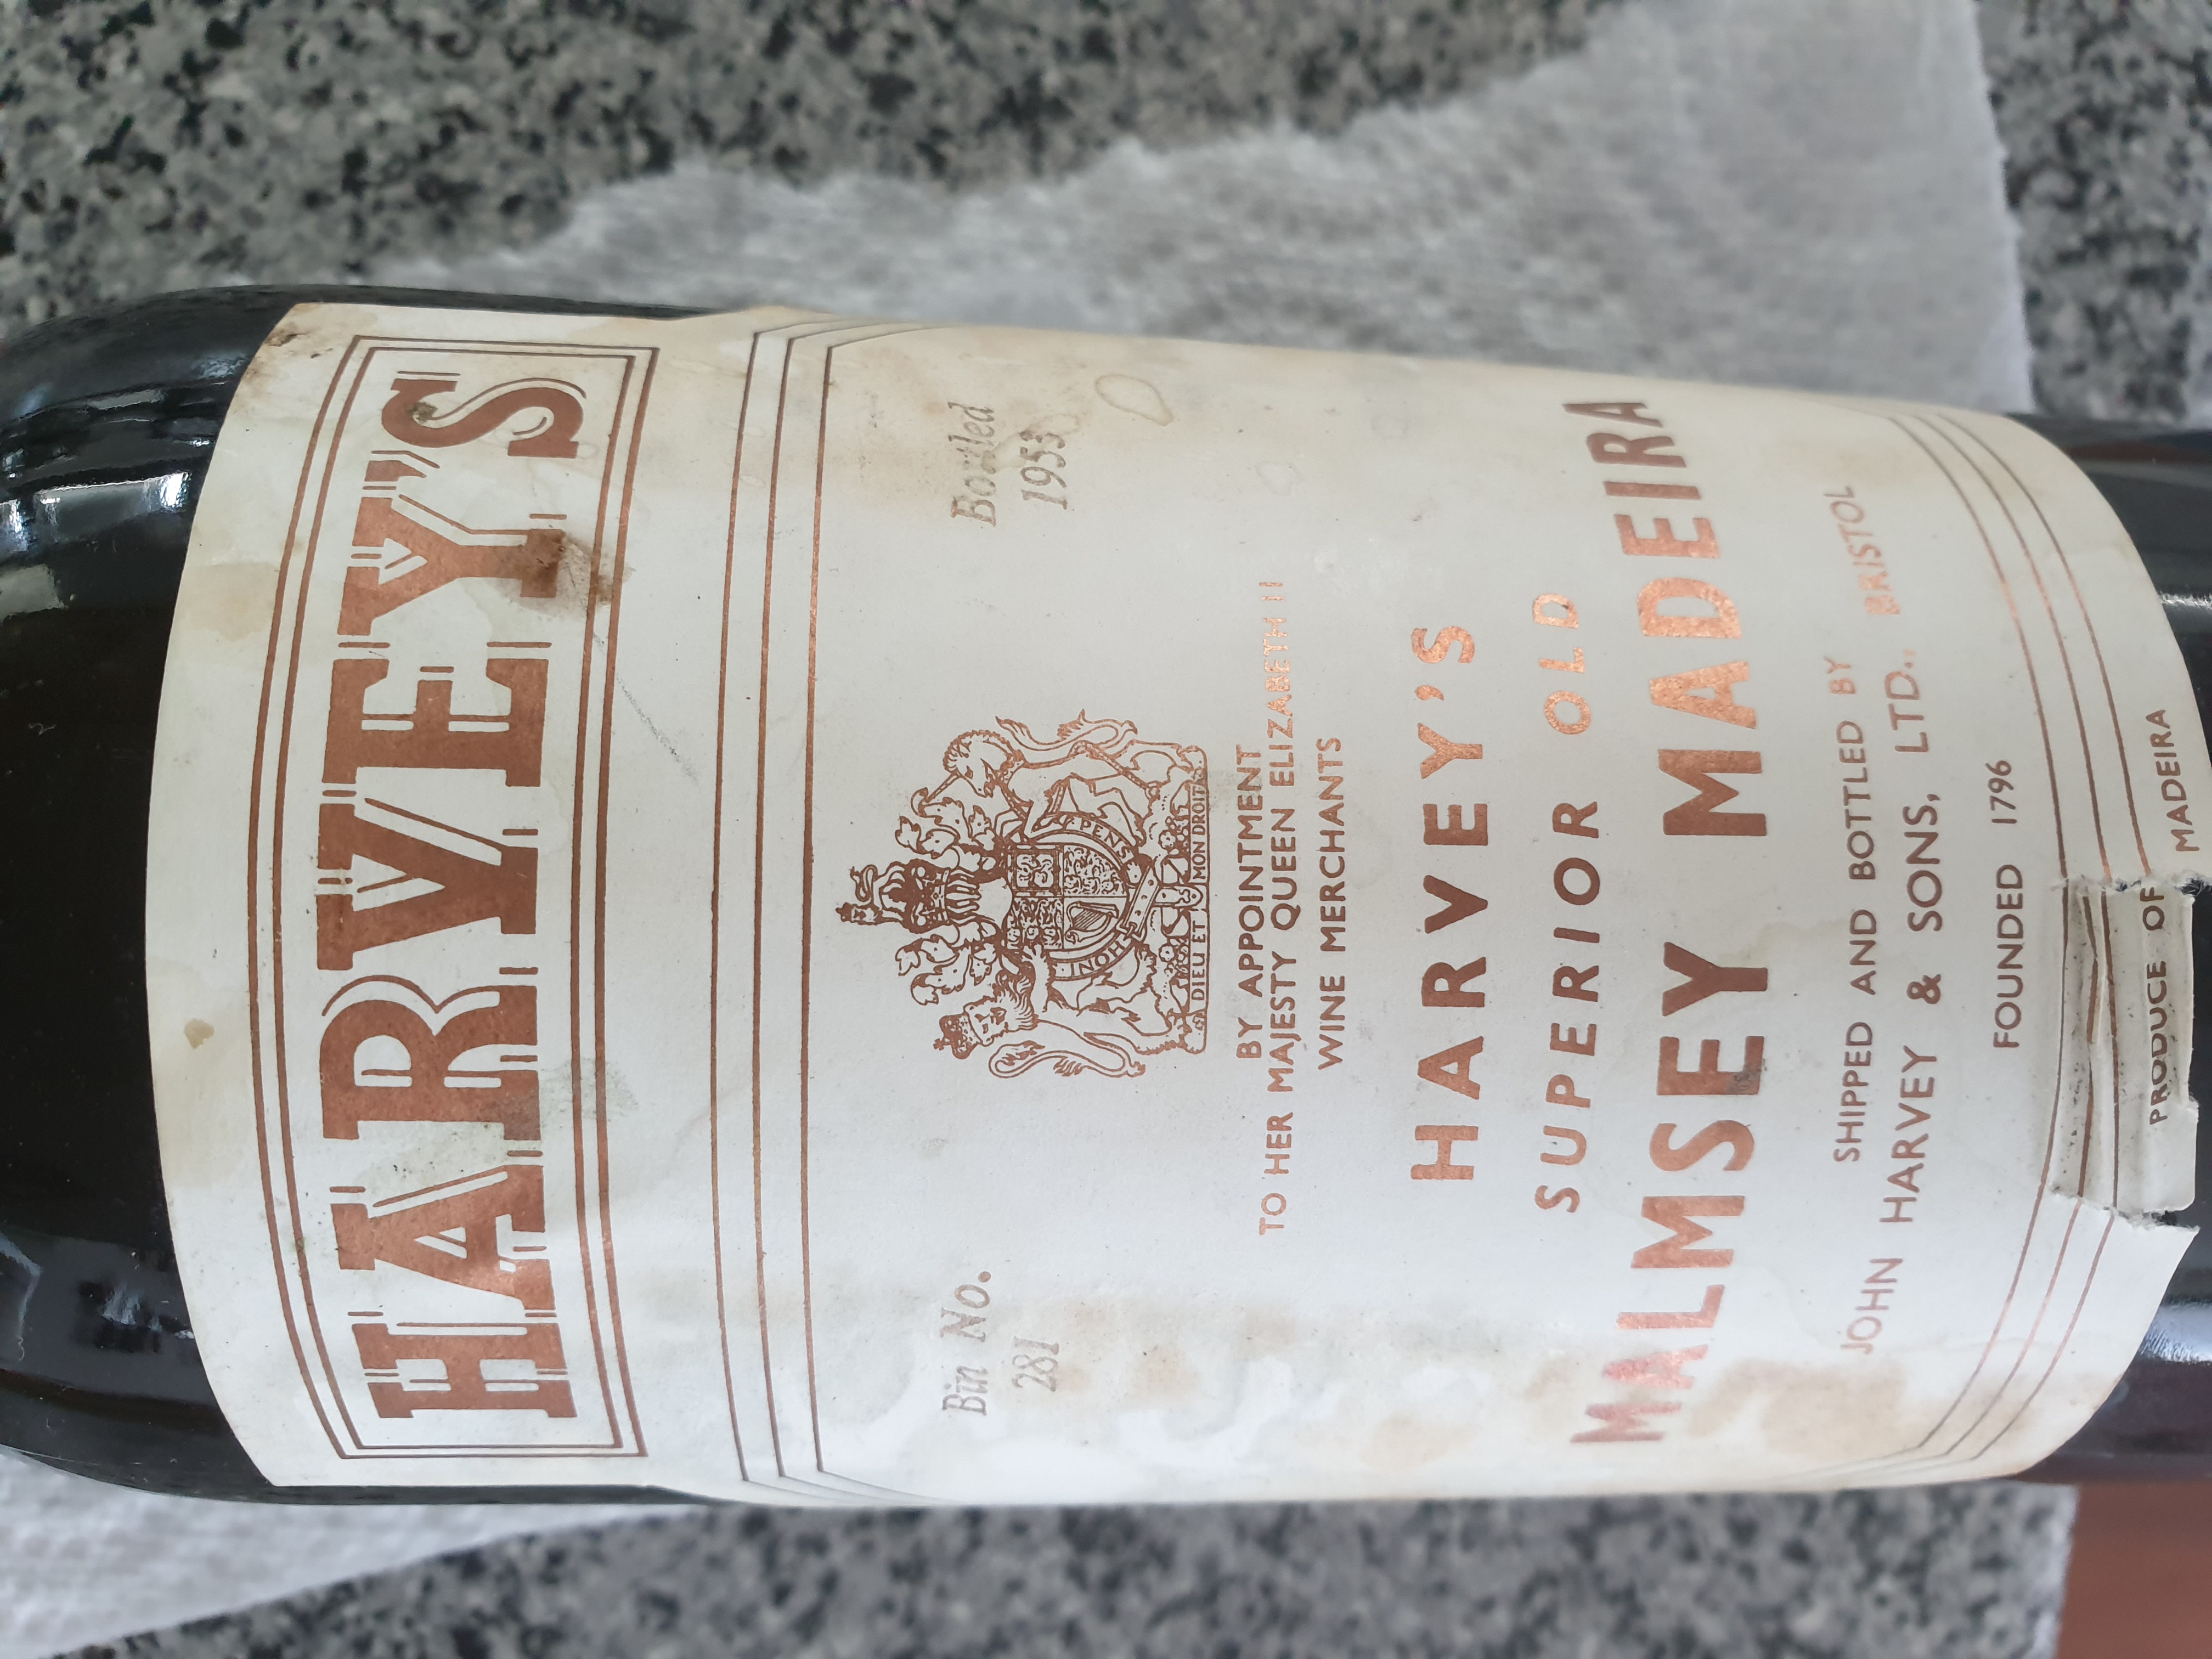 HARVEY'S
Bin No. Bottled
281 1953
HONI PENSE
DIEU ET MON DROIT
BY APPOINTMENT
TO HER MAJESTY QUEEN ELIZABETH II
WINE MERCHANTS
HARVEY'S
SUPERIOR OLD
MALMSEY MADEIRA
SHIPPED AND BOTTLED BY
JOHN HARVEY & SONS, LTD., BRISTOL
FOUNDED 1796
PRODUCE OF MADEIRA